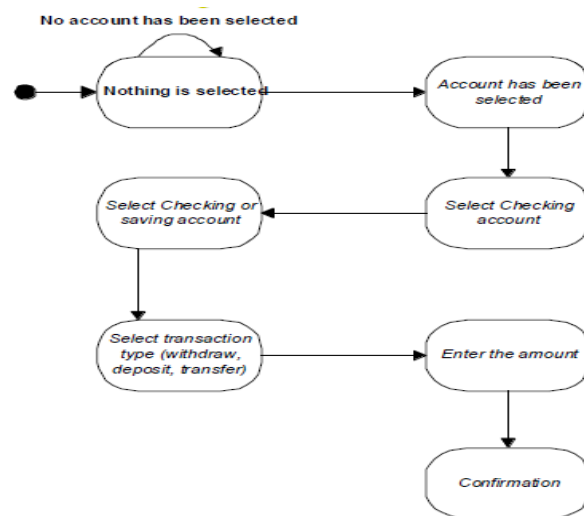 No account has been selected
Nothing is selected
Account has been
selected
Select Checking
account
Select Checking or
saving account
Select transaction
type (withdraw,
deposit, transfer)
Enter the amount
Confirmation